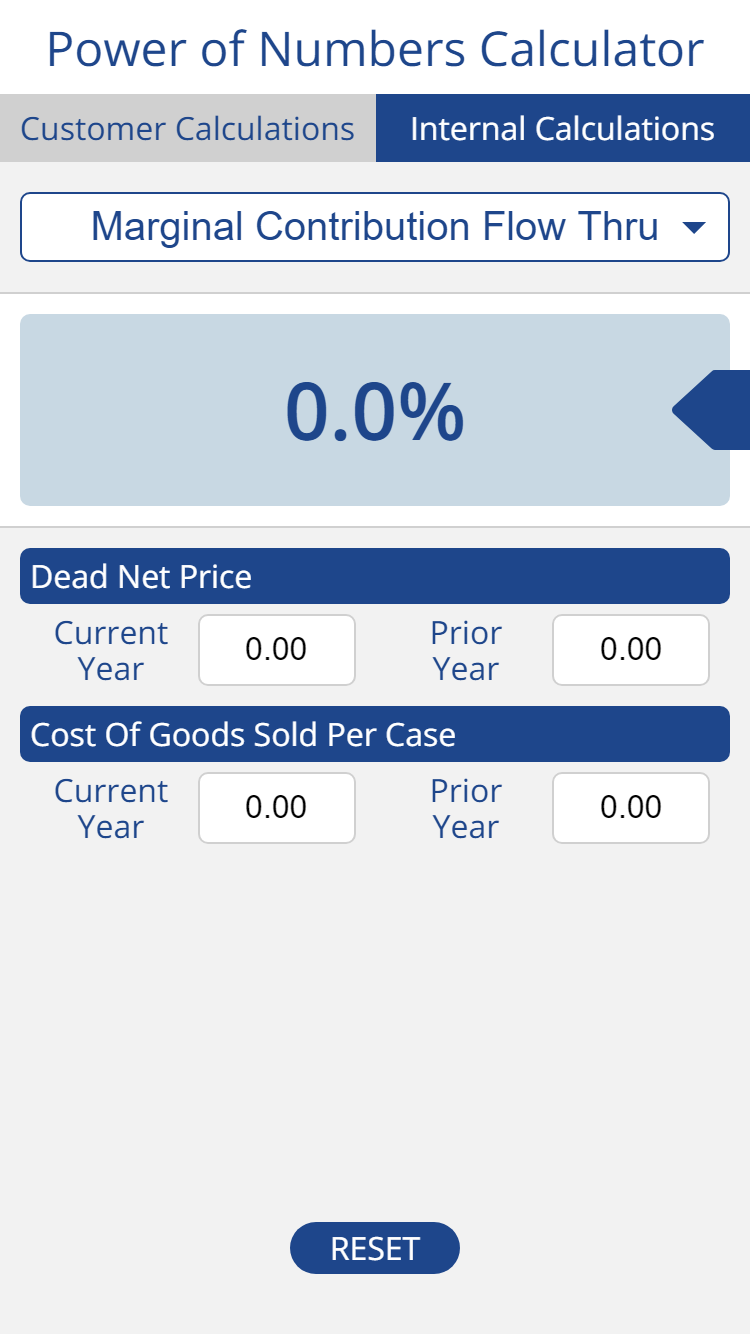 Power of Numbers Calculator
Customer Calculations Internal Calculations
Marginal Contribution Flow Thru
0.0%
Dead Net Price
Current Year 0.00 Prior Year 0.00
Cost Of Goods Sold Per Case
Current Year 0.00 Prior Year 0.00
RESET